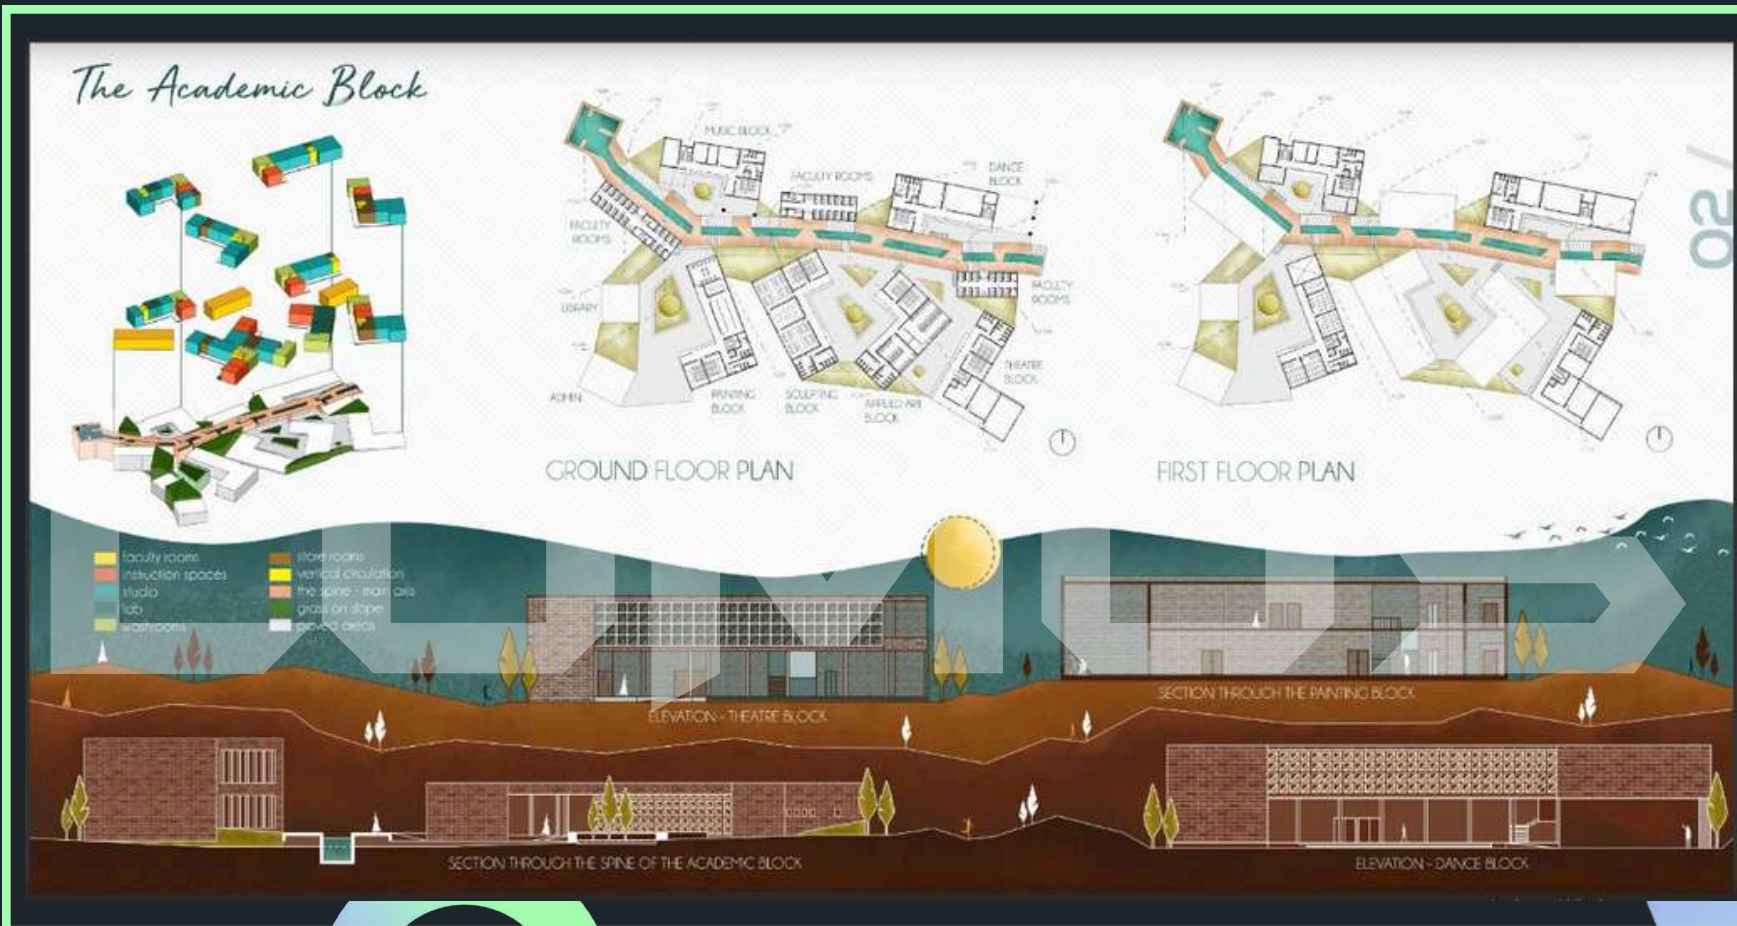 The Academic Block
MUSIC BLOCK
FACULTY ROOMS
DANCE
BLOCK
FACULTY
ROOMS
LIBRARY
FACULTY
ROOMS
ADMIN
PAINTING
BLOCK
SCULPTING
BLOCK
APPLIED ART
BLOCK
THEATRE
BLOCK
GROUND FLOOR PLAN
FIRST FLOOR PLAN
02 /
faculty rooms
instruction spaces
studio
lab
washrooms
store rooms
vertical circulation
the spine - main axis
grass on slope
paved areas
ELEVATION - THEATRE BLOCK
SECTION THROUGH THE PAINTING BLOCK
SECTION THROUGH THE SPINE OF THE ACADEMIC BLOCK
ELEVATION - DANCE BLOCK